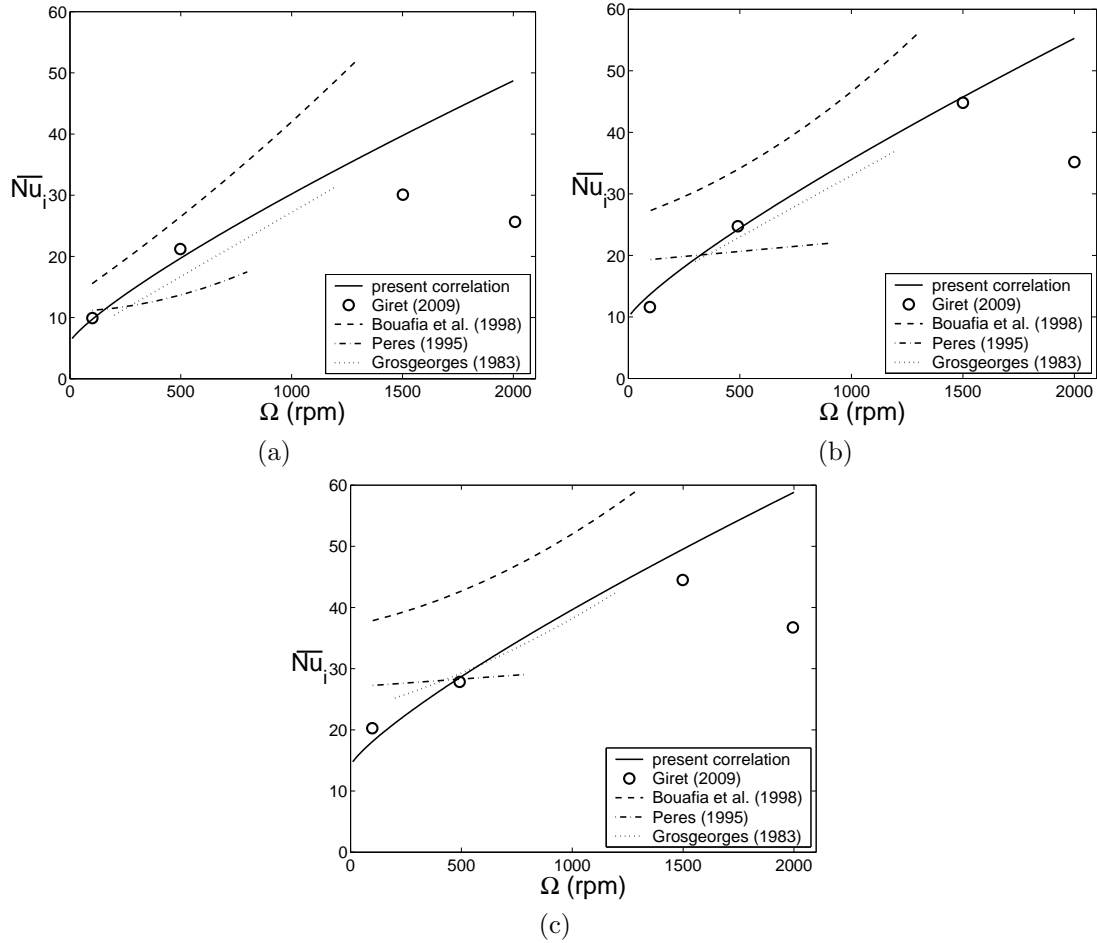 60
50
40
30
20
10
0
Nu_i
0
500
1000
1500
2000
Ω (rpm)
present correlation
Giret (2009)
Bouafia et al. (1998)
Peres (1995)
Grosgeorges (1983)
(a)
60
50
40
30
20
10
0
Nu_i
0
500
1000
1500
2000
Ω (rpm)
present correlation
Giret (2009)
Bouafia et al. (1998)
Peres (1995)
Grosgeorges (1983)
(b)
60
50
40
30
20
10
0
Nu_i
0
500
1000
1500
2000
Ω (rpm)
present correlation
Giret (2009)
Bouafia et al. (1998)
Peres (1995)
Grosgeorges (1983)
(c)